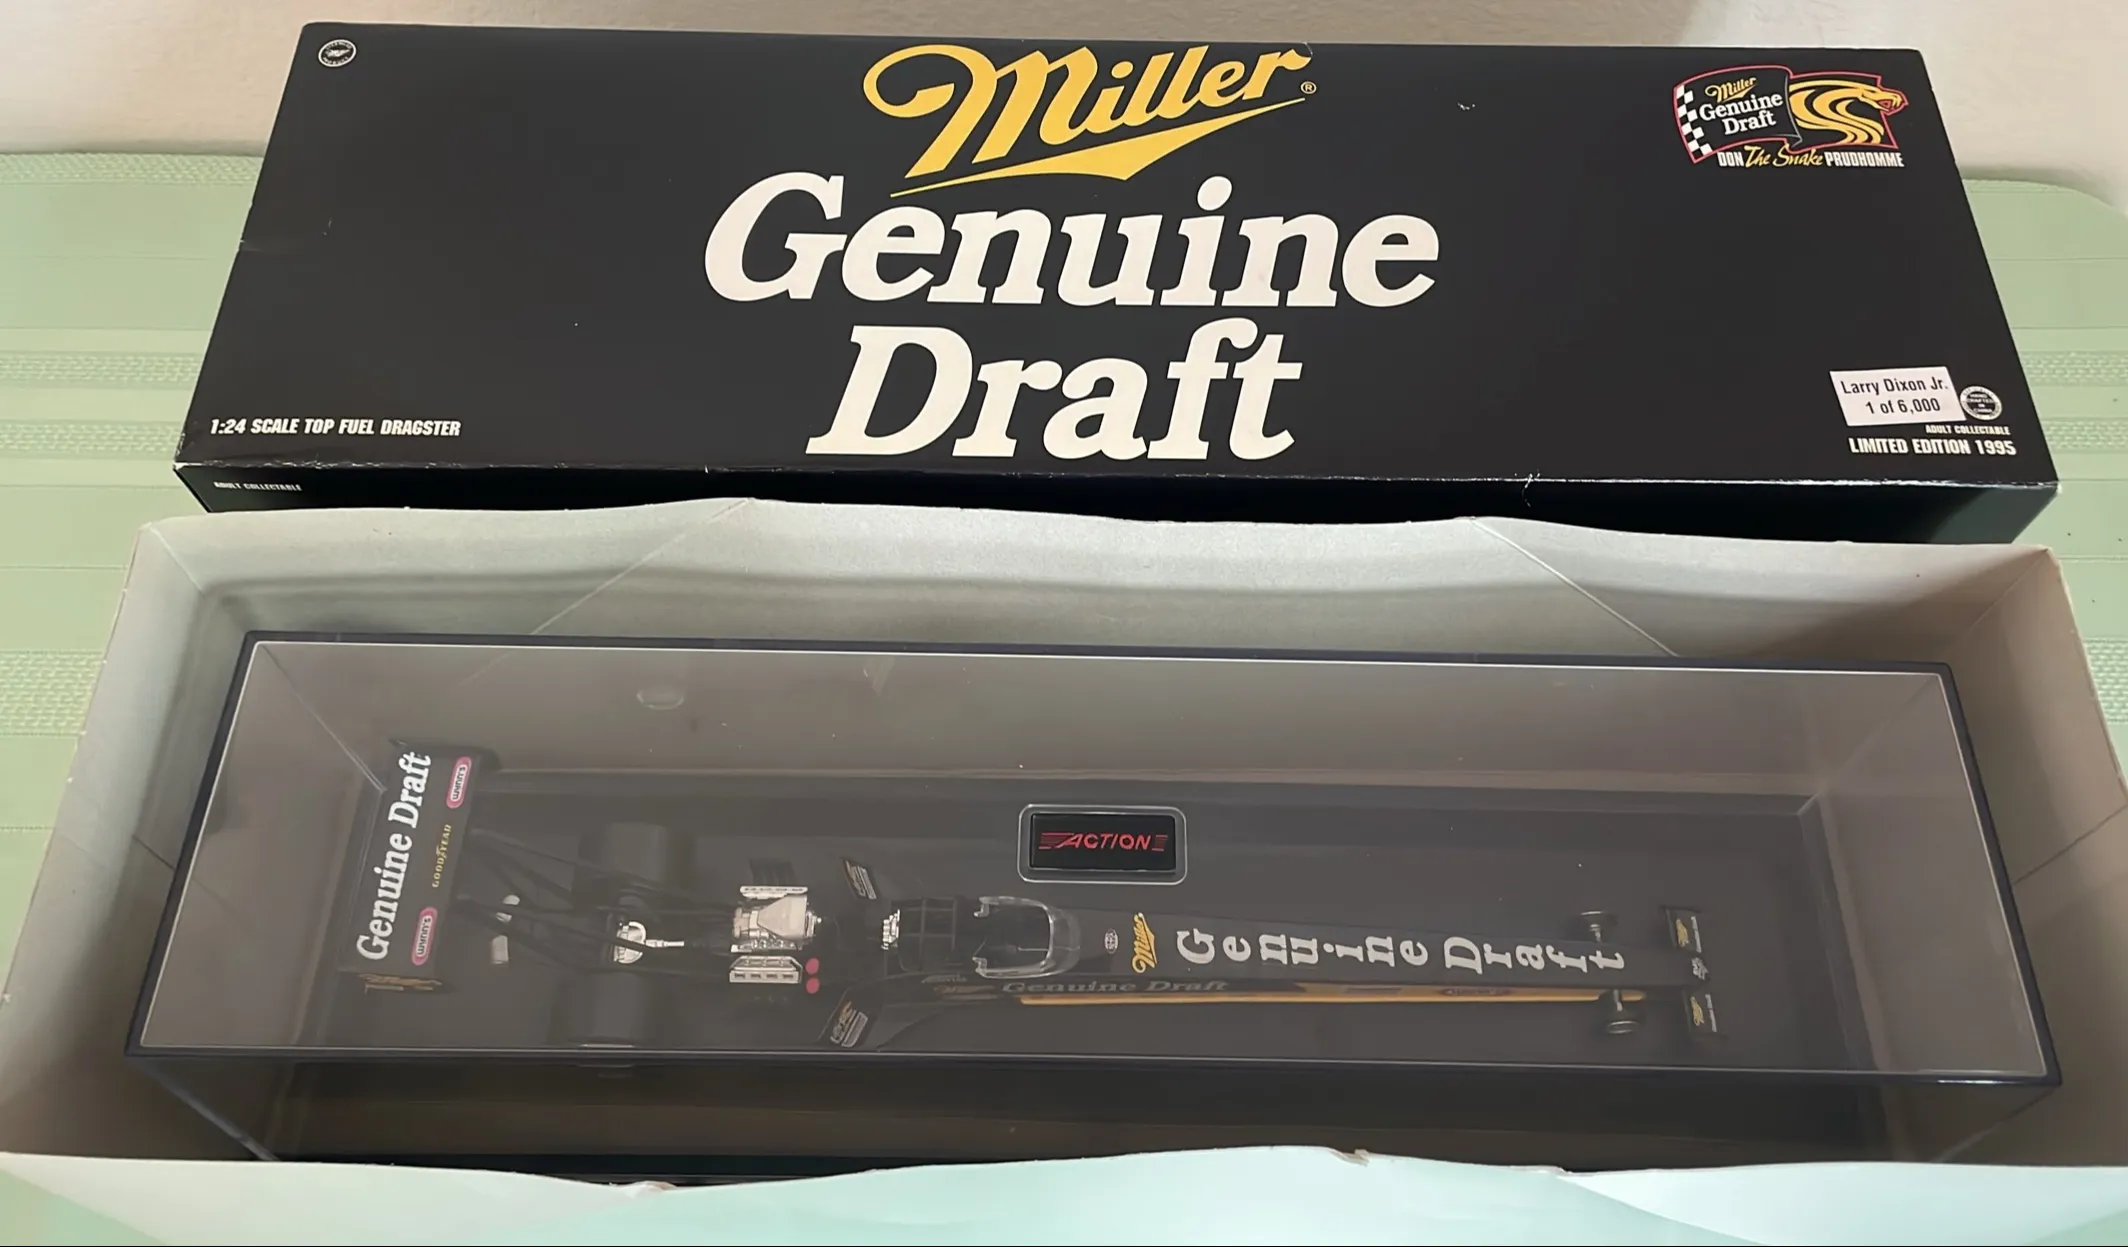 Miller®
Genuine
Draft
Miller
Genuine
Draft
DON The Snake PRUDHOMME
1:24 SCALE TOP FUEL DRAGSTER
Larry Dixon Jr.
1 of 6,000
ADULT COLLECTABLE
LIMITED EDITION 1995
ADULT COLLECTABLE
Genuine Draft
GOODYEAR
ACTION
Miller
Genuine Draft
Genuine Draft